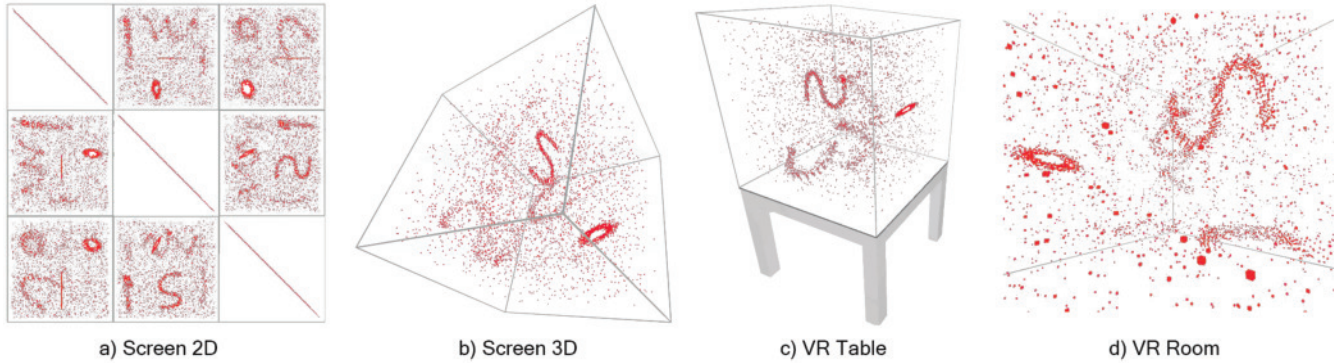 a) Screen 2D
b) Screen 3D
c) VR Table
d) VR Room